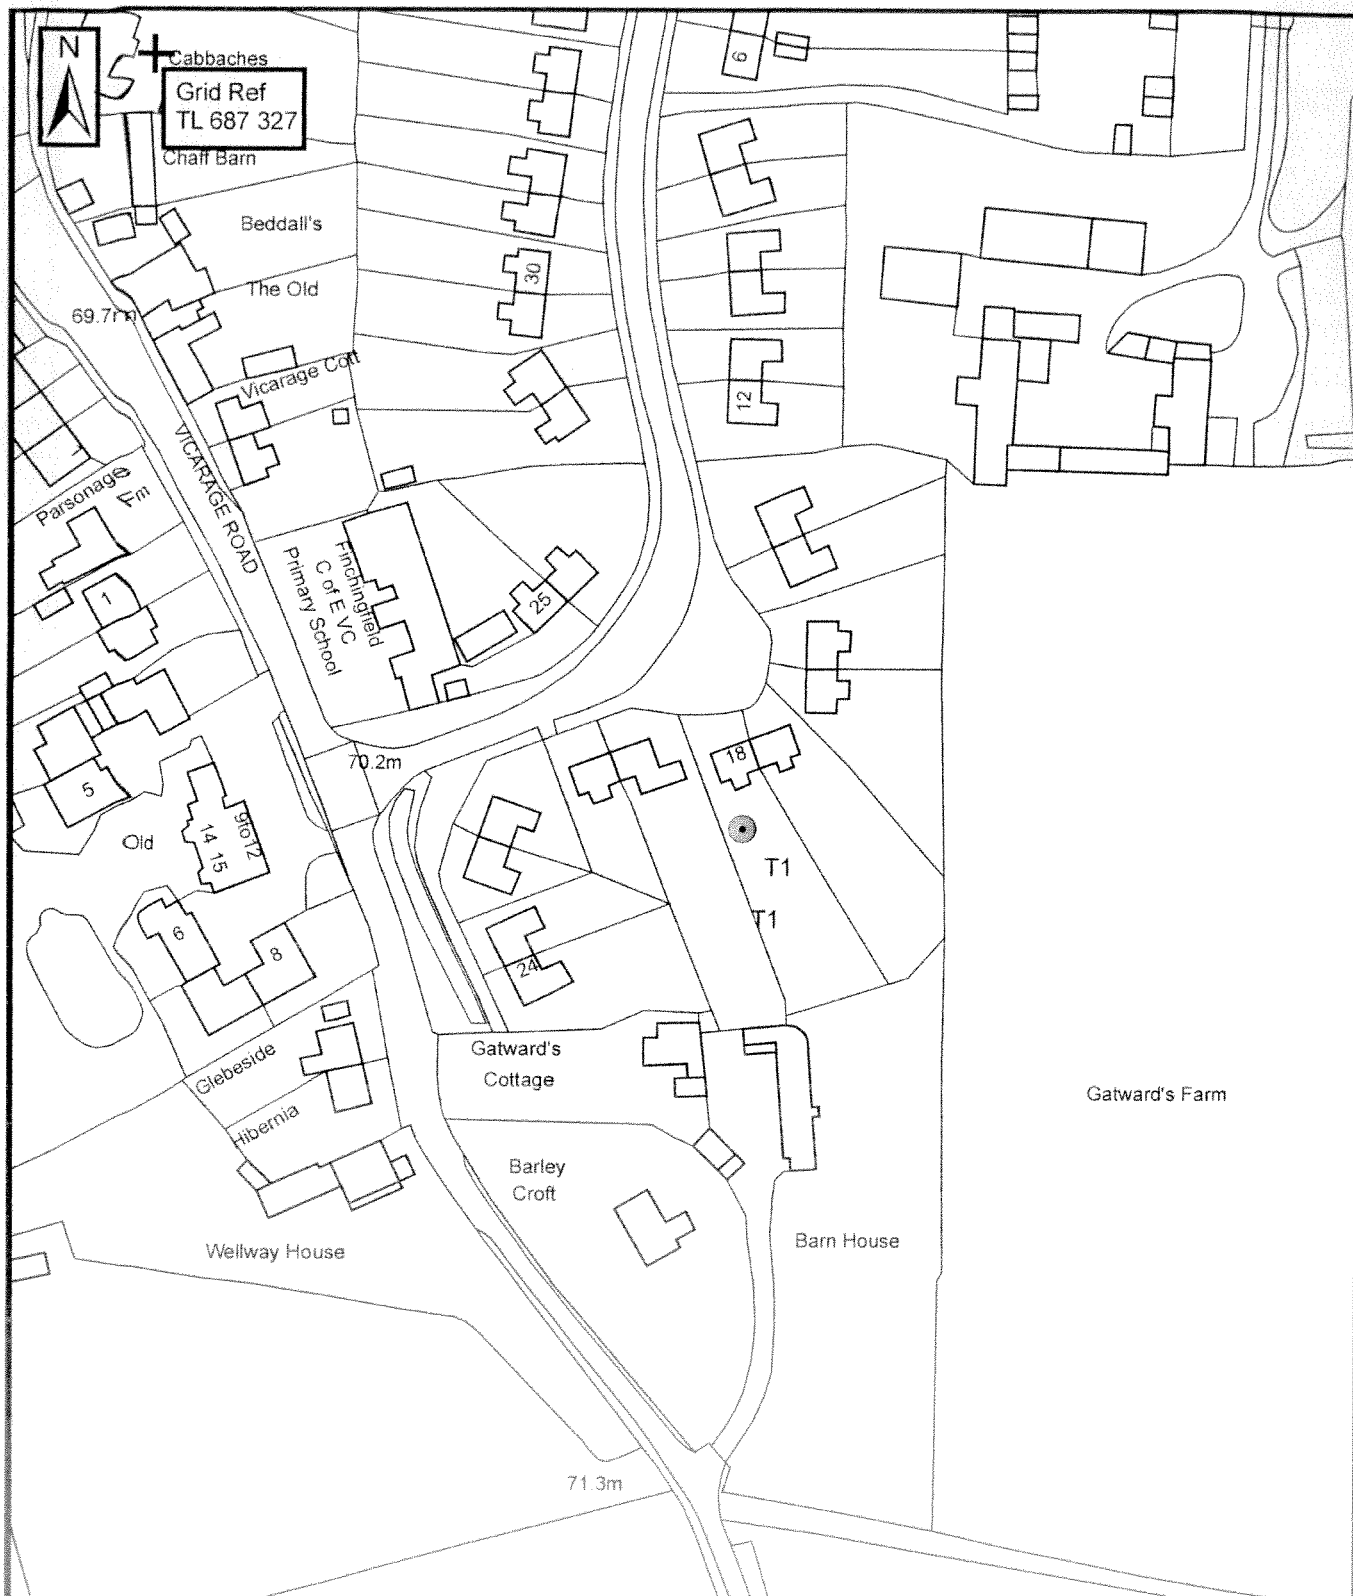 N
Cabbaches
Grid Ref
TL 687 327
Chaff Barn
6
Beddall's
The Old
30
69.7m
Vicarage Cott
12
VICARAGE ROAD
Parsonage
Fm
Finchingfield
C of E VC
Primary School
25
1
70.2m
18
5
Old
14 15
9to12
T1
T1
6
8
24
Glebeside
Gatward's
Cottage
Gatward's Farm
Hibernia
Barley
Croft
Wellway House
Barn House
71.3m